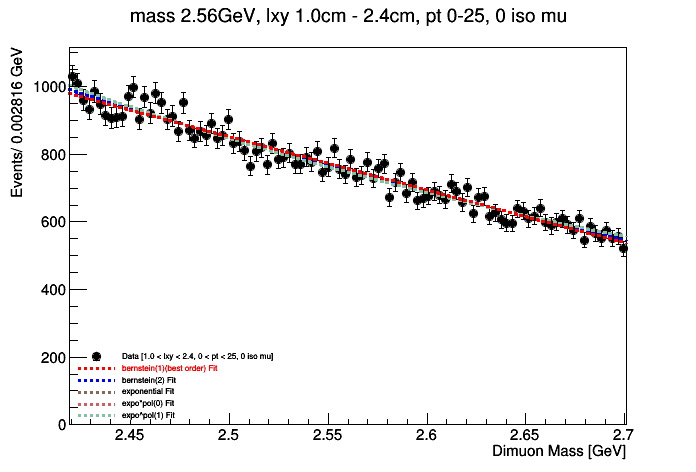 mass 2.56GeV, lxy 1.0cm - 2.4cm, pt 0-25, 0 iso mu
Events/ 0.002816 GeV
1000
800
600
400
200
0
Data [1.0 < lxy < 2.4, 0 < pt < 25, 0 iso mu]
bernstein(1)(best order) Fit
bernstein(2) Fit
exponential Fit
expo*pol(0) Fit
expo*pol(1) Fit
2.45 2.5 2.55 2.6 2.65 2.7
Dimuon Mass [GeV]